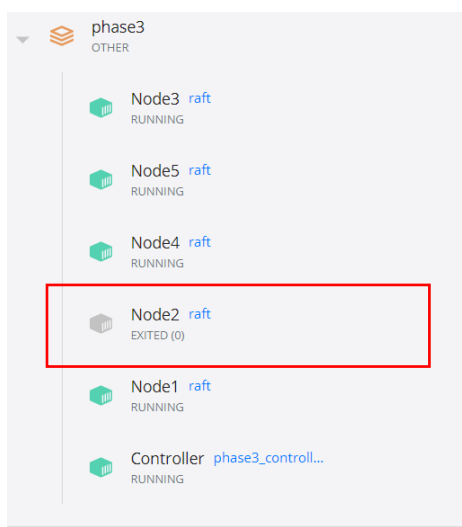 phase3
OTHER
Node3 raft
RUNNING
Node5 raft
RUNNING
Node4 raft
RUNNING
Node2 raft
EXITED (0)
Node1 raft
RUNNING
Controller phase3_controll...
RUNNING